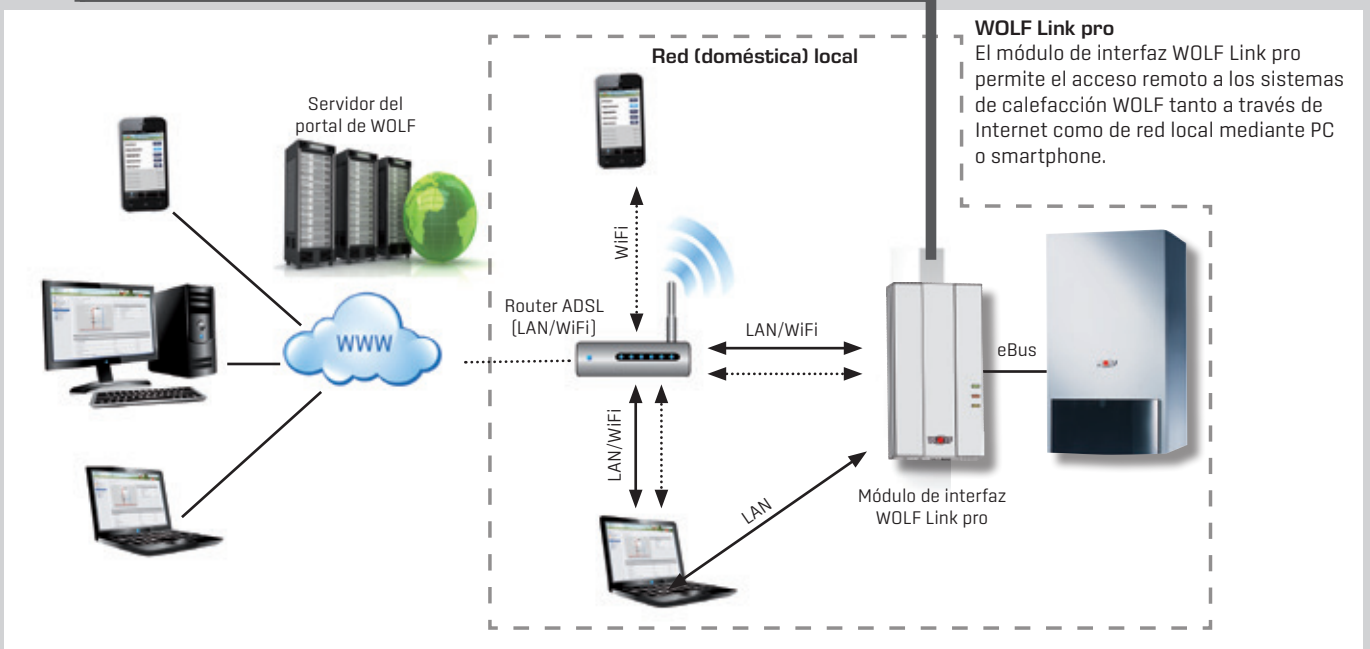 WOLF Link pro
El módulo de interfaz WOLF Link pro
permite el acceso remoto a los sistemas
de calefacción WOLF tanto a través de
Internet como de red local mediante PC
o smartphone.
Red (doméstica) local
Servidor del
portal de WOLF
WiFi
Router ADSL
(LAN/WiFi)
WWW
LAN/WiFi
eBus
LAN/WiFi
LAN
Módulo de interfaz
WOLF Link pro